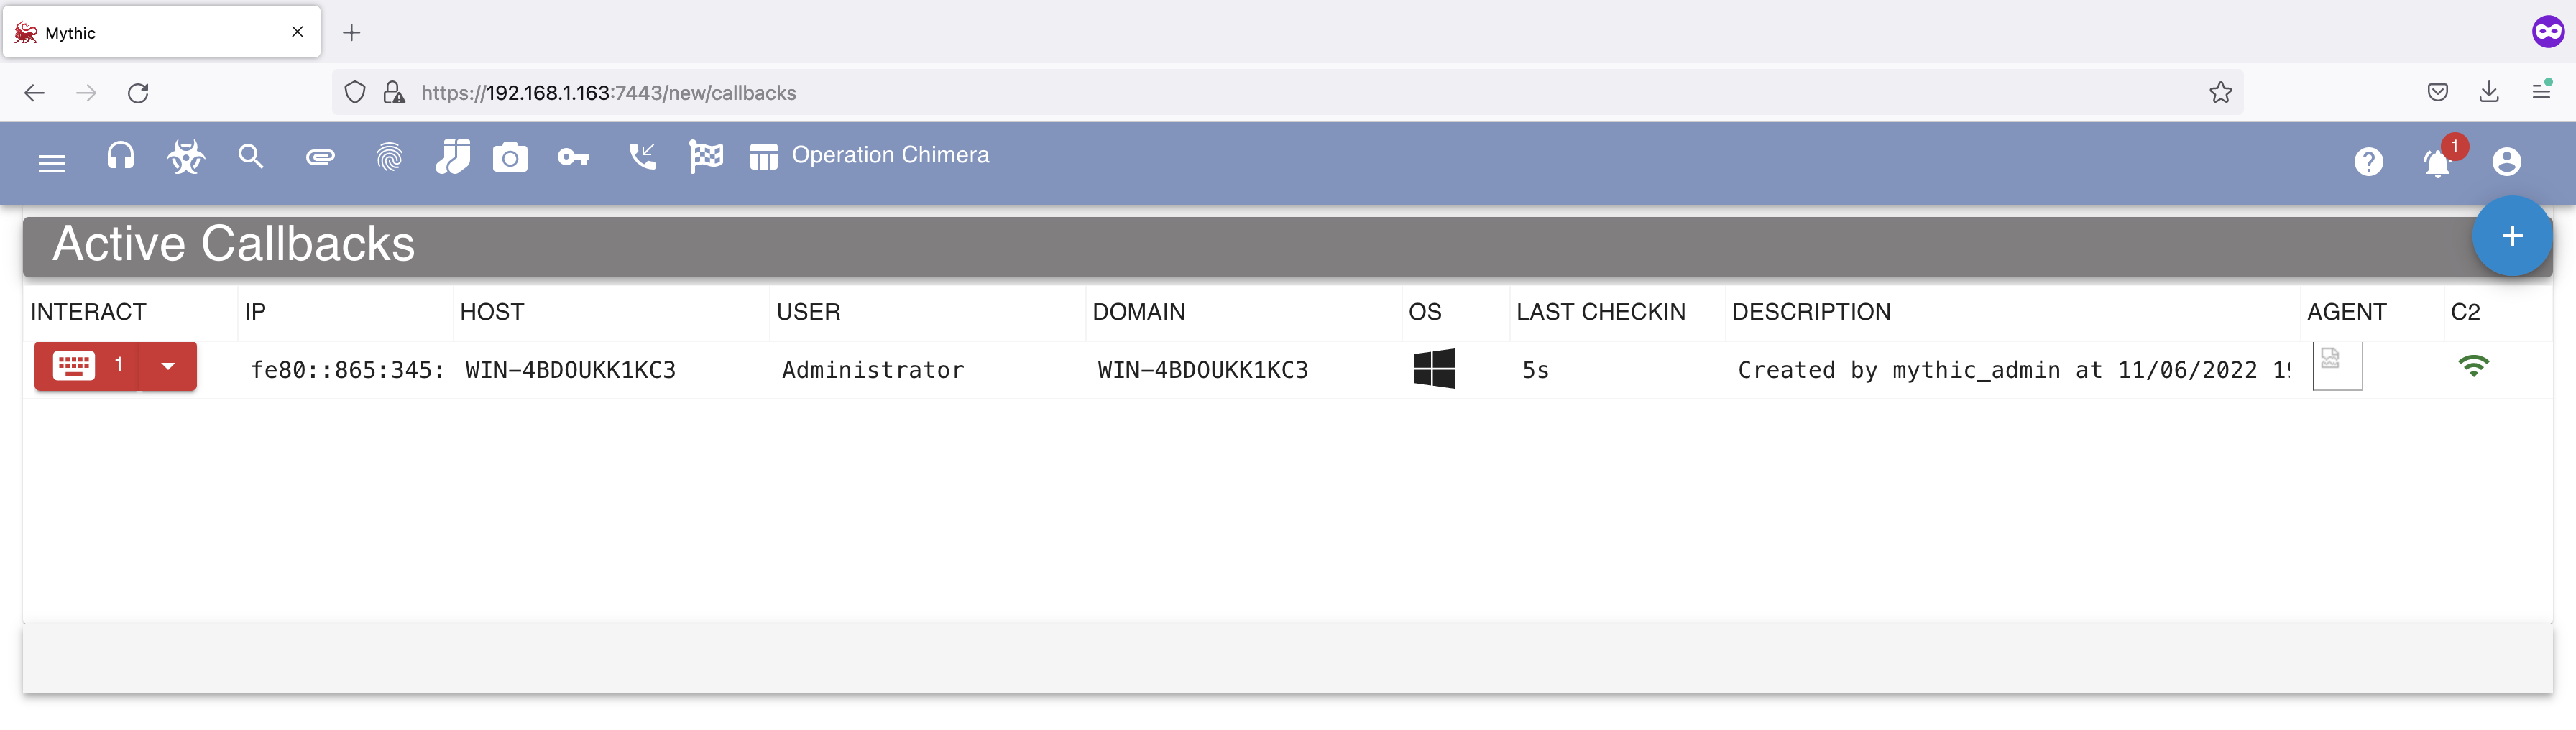 Mythic
https://192.168.1.163:7443/new/callbacks
Operation Chimera
1
Active Callbacks
INTERACT IP HOST USER DOMAIN OS LAST CHECKIN DESCRIPTION AGENT C2
1 fe80::865:345: WIN-4BDOUKK1KC3 Administrator WIN-4BDOUKK1KC3 5s Created by mythic_admin at 11/06/2022 19